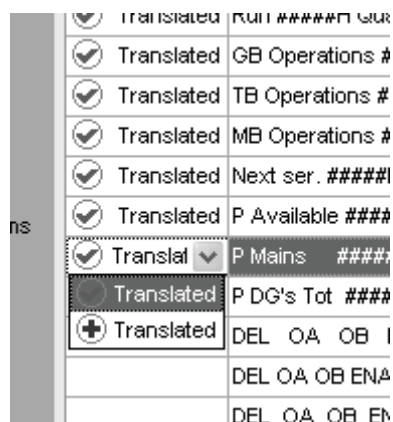 Translated Run #####H Qua
Translated GB Operations #
Translated TB Operations #
Translated MB Operations #
Translated Next ser. #####
Translated P Available ####
ns
Translat P Mains #####
Translated P DG's Tot ####
Translated DEL OA OB
DEL OA OB ENA
DEL OA OB EN